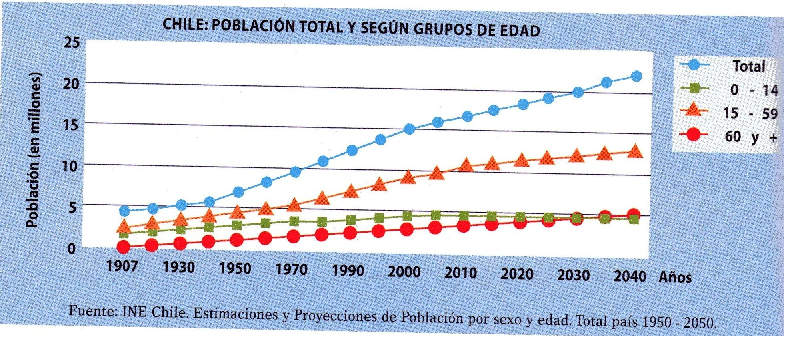 CHILE: POBLACIÓN TOTAL Y SEGÚN GRUPOS DE EDAD
Población (en millones)
25
20
15
10
5
0
1907 1930 1950 1970 1990 2000 2010 2020 2030 2040 Años
Total
0 - 14
15 - 59
60 y +
Fuente: INE Chile. Estimaciones y Proyecciones de Población por sexo y edad. Total país 1950 - 2050.